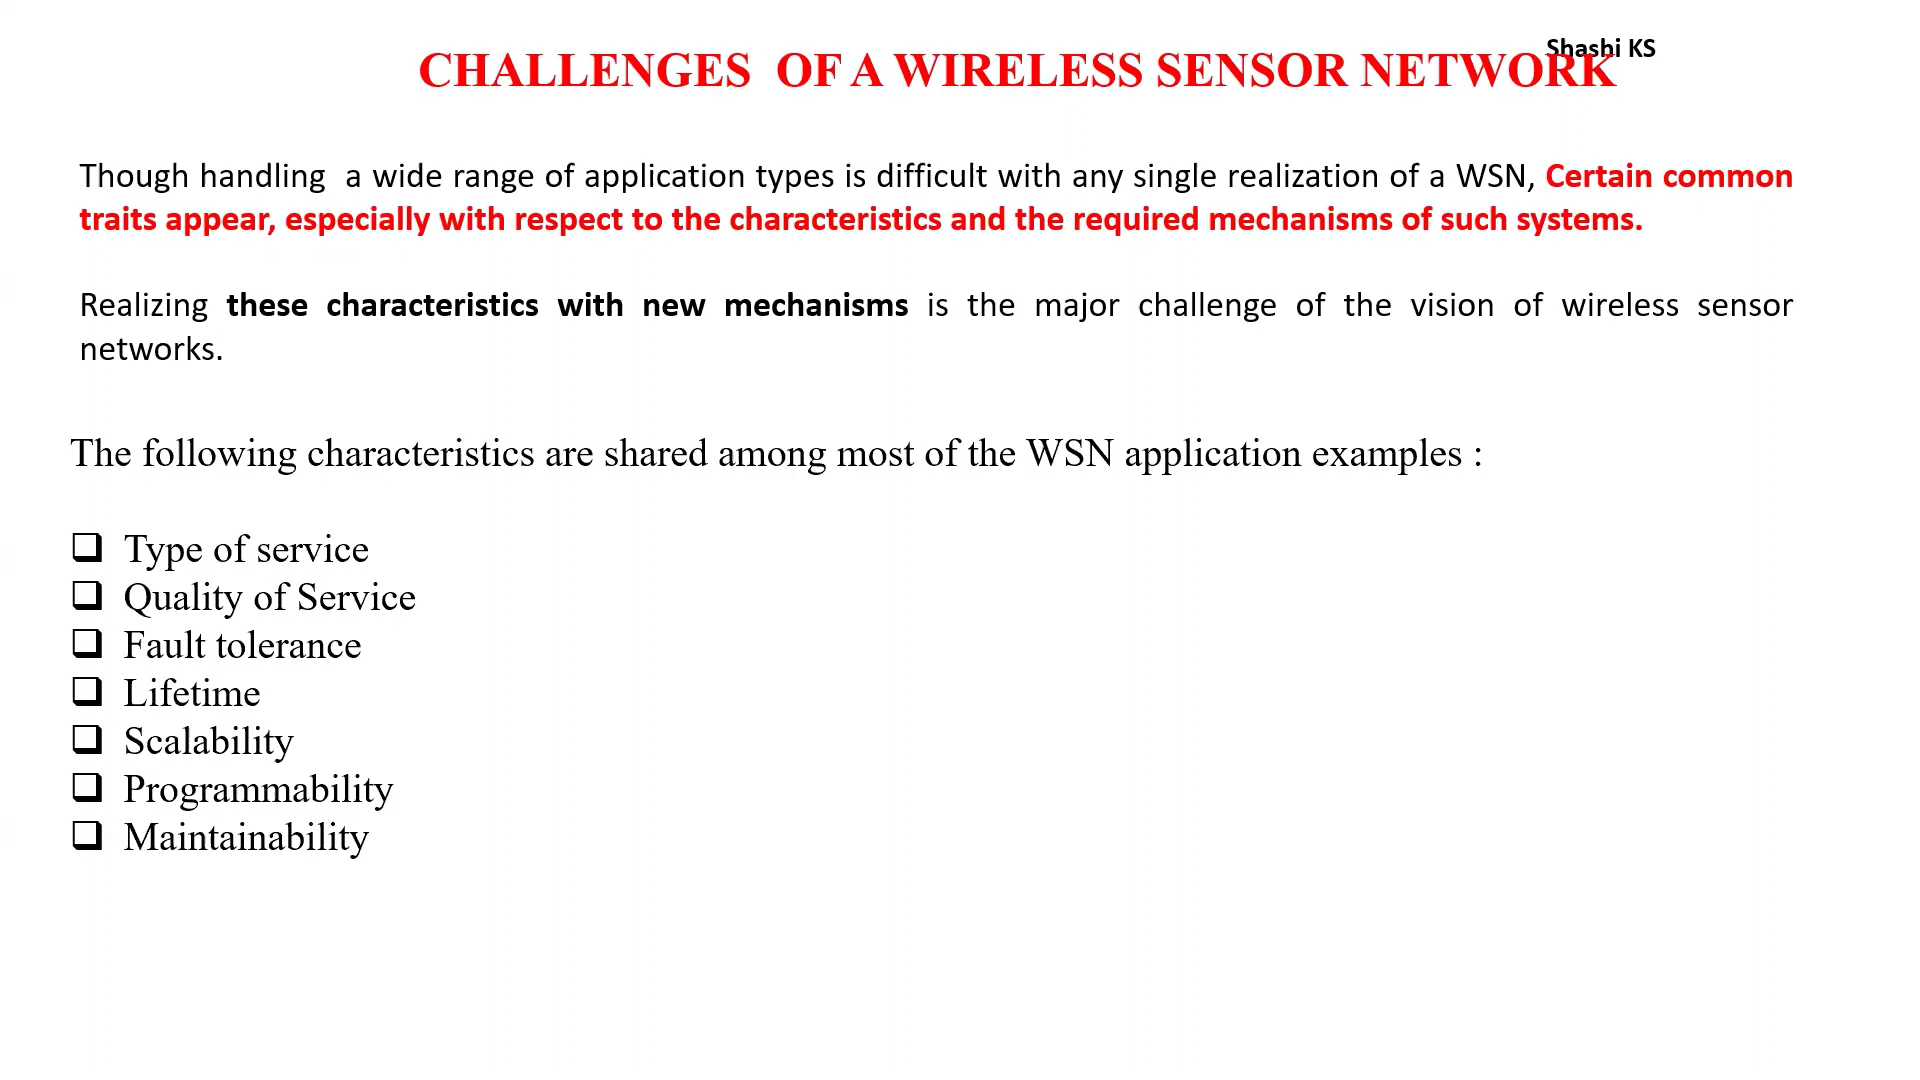 Shashi KS
CHALLENGES OF A WIRELESS SENSOR NETWORK
Though handling a wide range of application types is difficult with any single realization of a WSN, Certain common
traits appear, especially with respect to the characteristics and the required mechanisms of such systems.
Realizing these characteristics with new mechanisms is the major challenge of the vision of wireless sensor
networks.
The following characteristics are shared among most of the WSN application examples :
❑ Type of service
❑ Quality of Service
❑ Fault tolerance
❑ Lifetime
❑ Scalability
❑ Programmability
❑ Maintainability